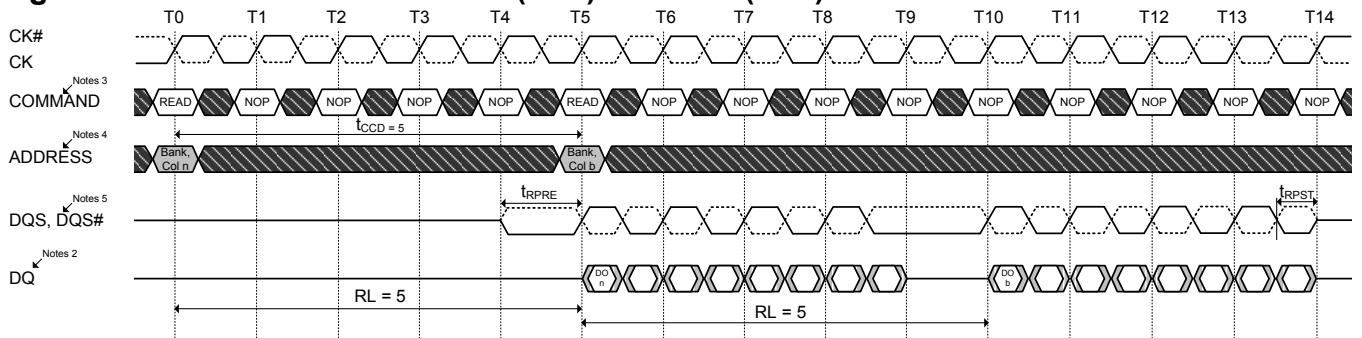 T0 T1 T2 T3 T4 T5 T6 T7 T8 T9 T10 T11 T12 T13 T14
CK#
CK
Notes 3
COMMAND READ NOP NOP NOP NOP READ NOP NOP NOP NOP NOP NOP NOP NOP NOP
tCCD = 5
Notes 4
ADDRESS Bank, Col n Bank, Col b
tRPRE tRPST
Notes 5
DQS, DQS#
Notes 2
DQ DO n DO b
RL = 5
RL = 5